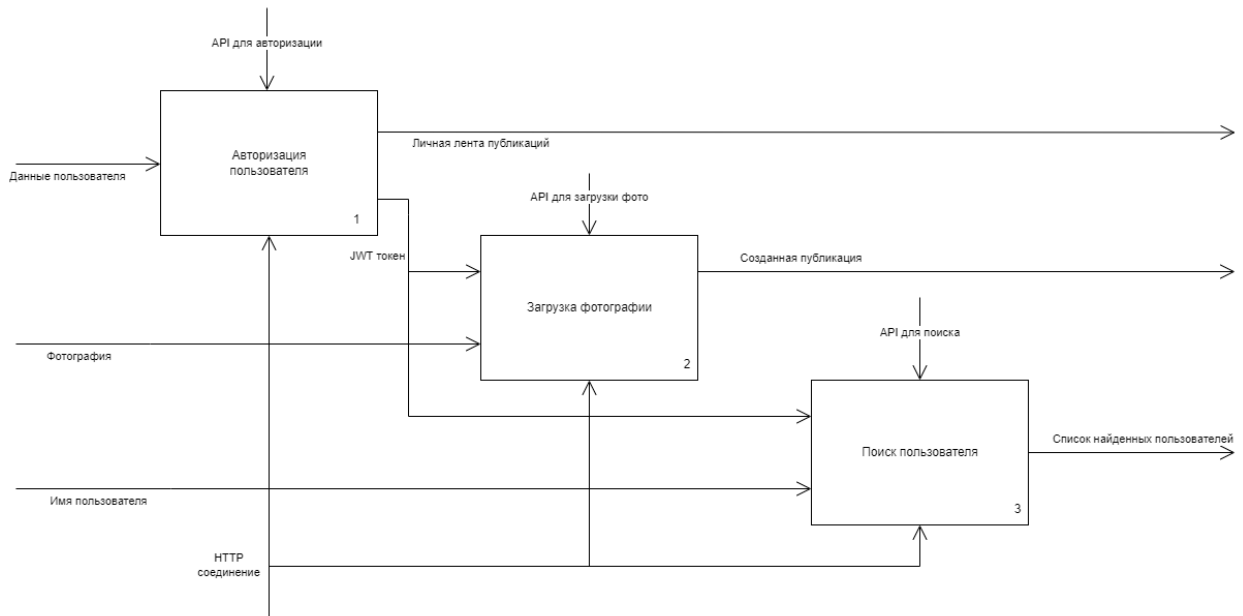 API для авторизации
Авторизация
пользователя
1
Личная лента публикаций
Данные пользователя
API для загрузки фото
JWT токен
Созданная публикация
Загрузка фотографии
2
Фотография
API для поиска
Список найденных пользователей
Поиск пользователя
3
Имя пользователя
HTTP
соединение